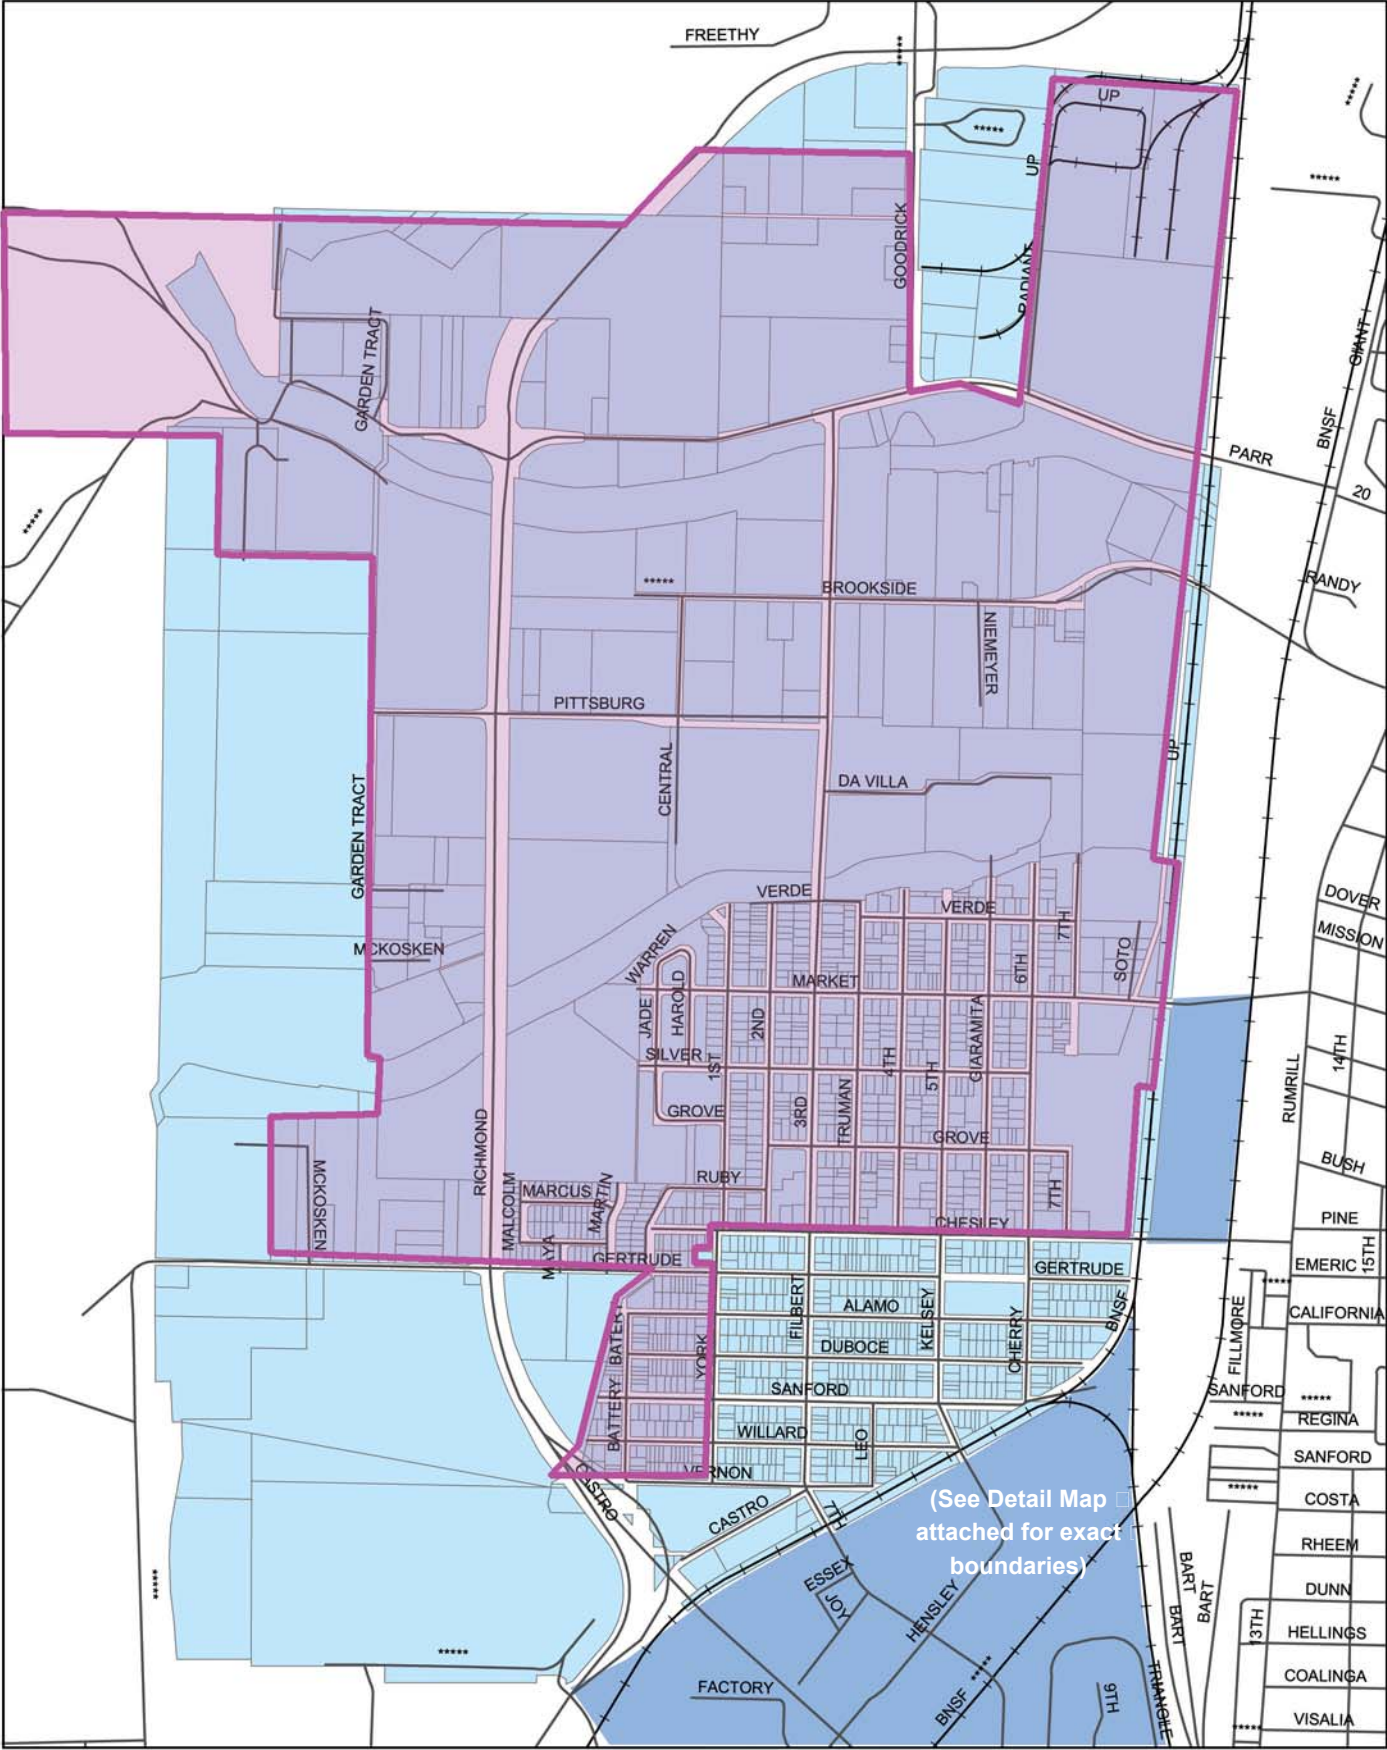 FREETHY
*****
UP
*****
*****
UP
*****
GOODRICK
RADIANT
GARDEN TRACT
GIANT
BNSF
PARR
20
*****
*****
BROOKSIDE
RANDY
NIEMEYER
PITTSBURG
UP
CENTRAL
DA VILLA
GARDEN TRACT
VERDE
VERDE
DOVER
7TH
MISSION
MCKOSKEN
WARREN
SOTO
6TH
MARKET
JADE
HAROLD
2ND
GIARAMITA
SILVER
1ST
4TH
5TH
14TH
RUMRILL
GROVE
3RD
TRUMAN
GROVE
RICHMOND
BUSH
RUBY
MCKOSKEN
MALCOLM
MARCUS
MARTIN
7TH
CHESLEY
PINE
MAYA
GERTRUDE
GERTRUDE
EMERIC
15TH
*****
FILBERT
ALAMO
KELSEY
CHERRY
BNSF
CALIFORNIA
BATTERY
YORK
DUBOCE
FILLMORE
SANFORD
SANFORD
*****
BATTERY
WILLARD
LEO
*****
REGINA
VERNON
SANFORD
CASTRO
*****
COSTA
CASTRO
7TH
(See Detail Map
attached for exact
boundaries)
RHEEM
*****
ESSEX
JOY
HENSLEY
BART
BART
BART
DUNN
13TH
HELLINGS
*****
*****
COALINGA
FACTORY
BNSF
9TH
TRIANGLE
*****
VISALIA